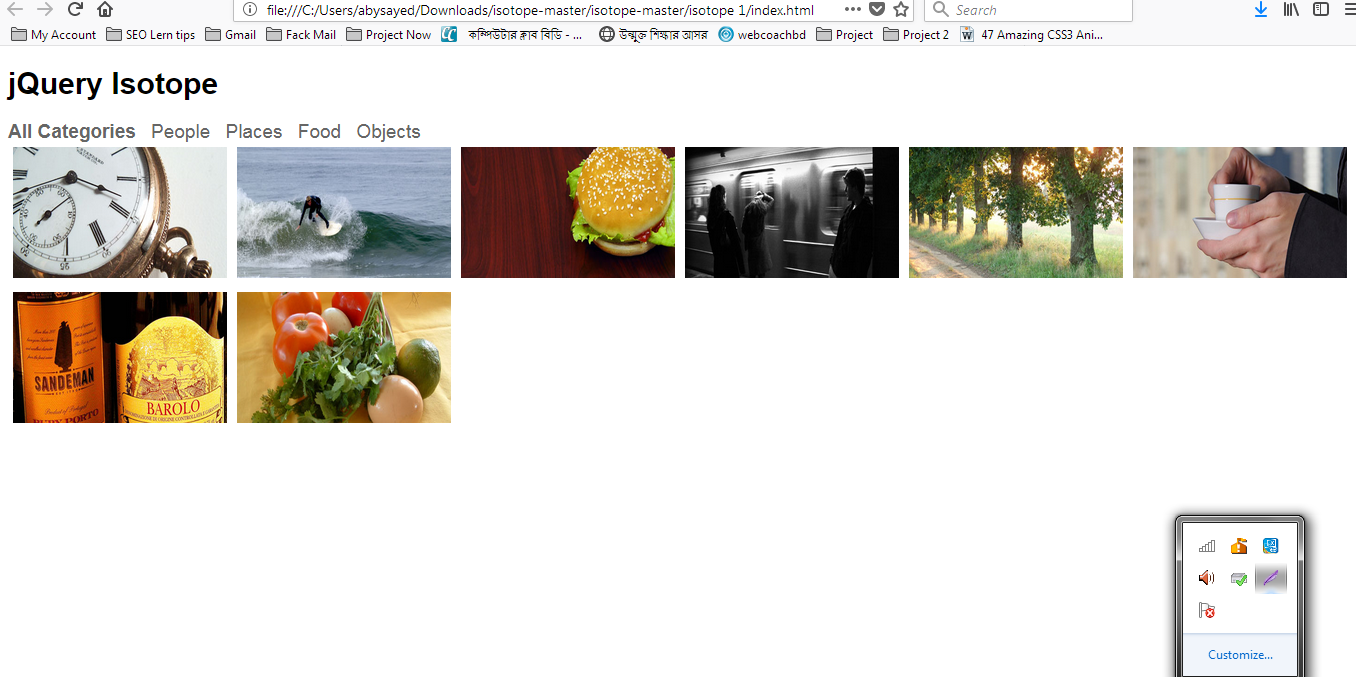 file:///C:/Users/abysayed/Downloads/isotope-master/isotope-master/isotope 1/index.html
Search
My Account SEO Lern tips Gmail Fack Mail Project Now কম্পিউটার ক্লাব বিডি - ... উন্মুক্ত শিক্ষার আসর webcoachbd Project Project 2 47 Amazing CSS3 Ani...
jQuery Isotope
All Categories People Places Food Objects
SANDEMAN
RUBY PORTO
BAROLO
Customize...